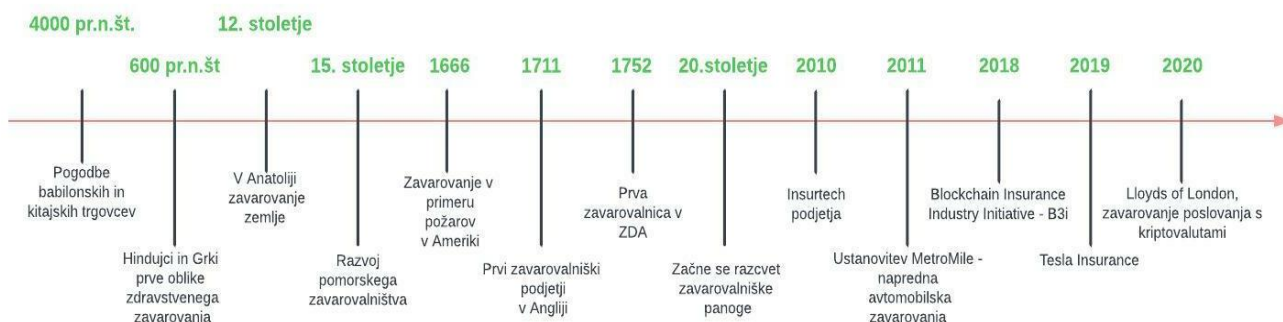 4000 pr.n.št.
12. stoletje
600 pr.n.št
15. stoletje
1666
1711
1752
20.stoletje
2010
2011
2018
2019
2020
Pogodbe
babilonskih in
kitajskih trgovcev
Hindujci in Grki
prve oblike
zdravstvenega
zavarovanja
V Anatoliji
zavarovanje
zemlje
Razvoj
pomorskega
zavarovalništva
Zavarovanje v
primeru
požarov
v Ameriki
Prvi zavarovalniški
podjetji
v Angliji
Prva
zavarovalnica v
ZDA
Začne se razcvet
zavarovalniške
panoge
Insurtech
podjetja
Ustanovitev MetroMile -
napredna
avtomobilska
zavarovanja
Blockchain Insurance
Industry Initiative - B3i
Tesla Insurance
Lloyds of London,
zavarovanje poslovanja s
kriptovalutami